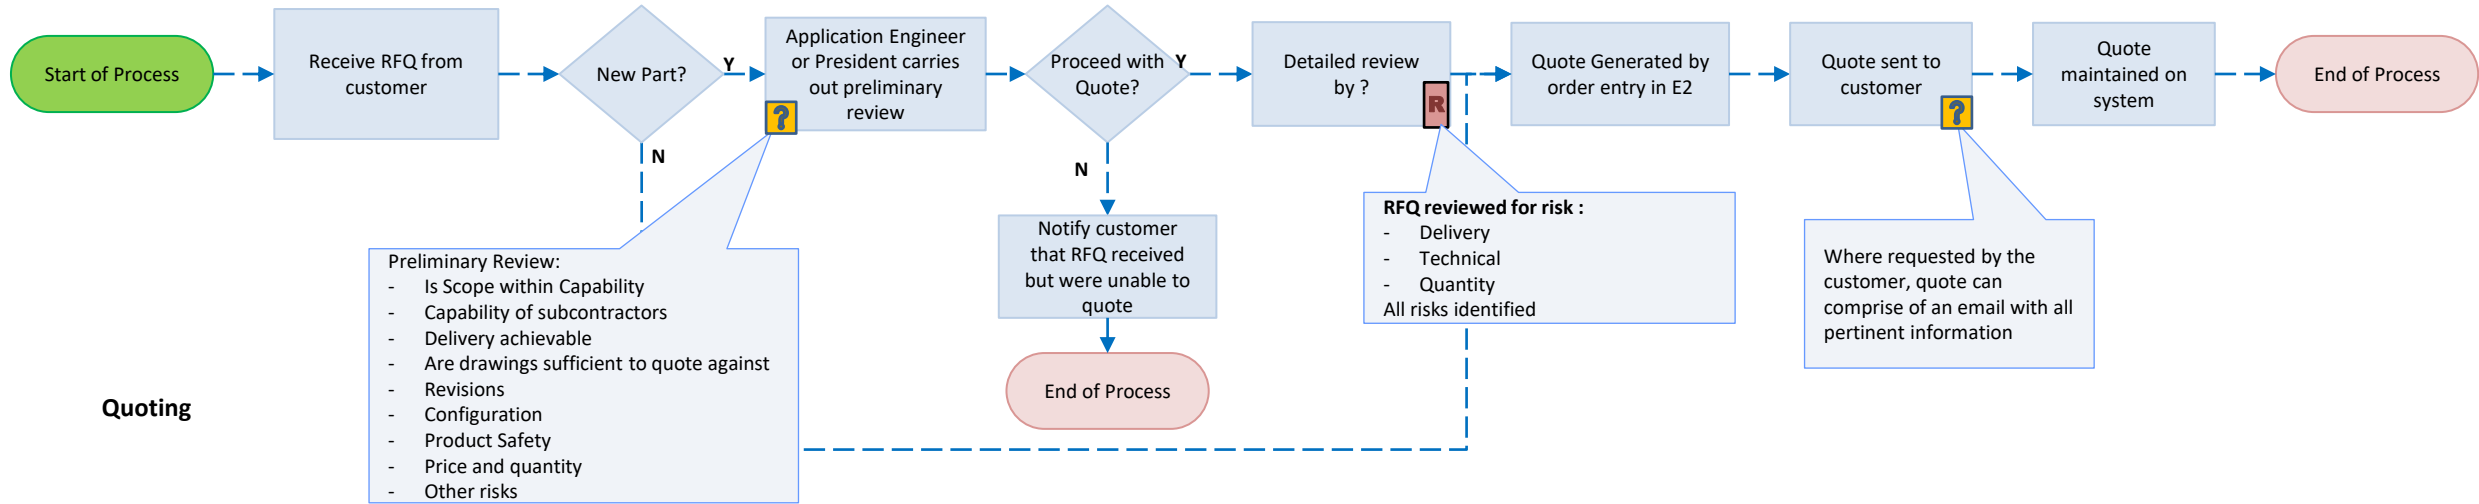 Start of Process
Receive RFQ from
customer
New Part?
Y
N
Application Engineer
or President carries
out preliminary
review
?
Proceed with
Quote?
Y
N
Detailed review
by ?
R
Quote Generated by
order entry in E2
Quote sent to
customer
?
Quote
maintained on
system
End of Process
Notify customer
that RFQ received
but were unable to
quote
End of Process
Preliminary Review:
- Is Scope within Capability
- Capability of subcontractors
- Delivery achievable
- Are drawings sufficient to quote against
- Revisions
- Configuration
- Product Safety
- Price and quantity
- Other risks
RFQ reviewed for risk :
- Delivery
- Technical
- Quantity
All risks identified
Where requested by the
customer, quote can
comprise of an email with all
pertinent information
Quoting